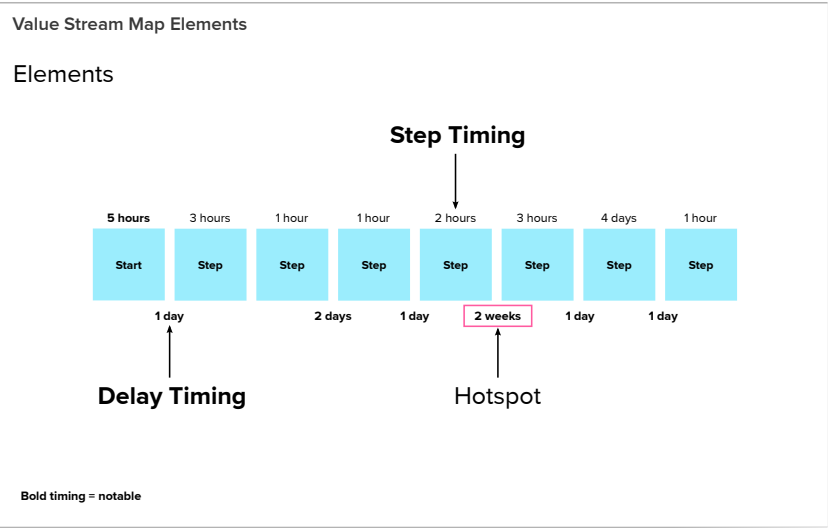 Value Stream Map Elements
Elements
Step Timing
5 hours 3 hours 1 hour 1 hour 2 hours 3 hours 4 days 1 hour
Start Step Step Step Step Step Step Step
1 day 2 days 1 day 2 weeks 1 day 1 day
Delay Timing Hotspot
Bold timing = notable